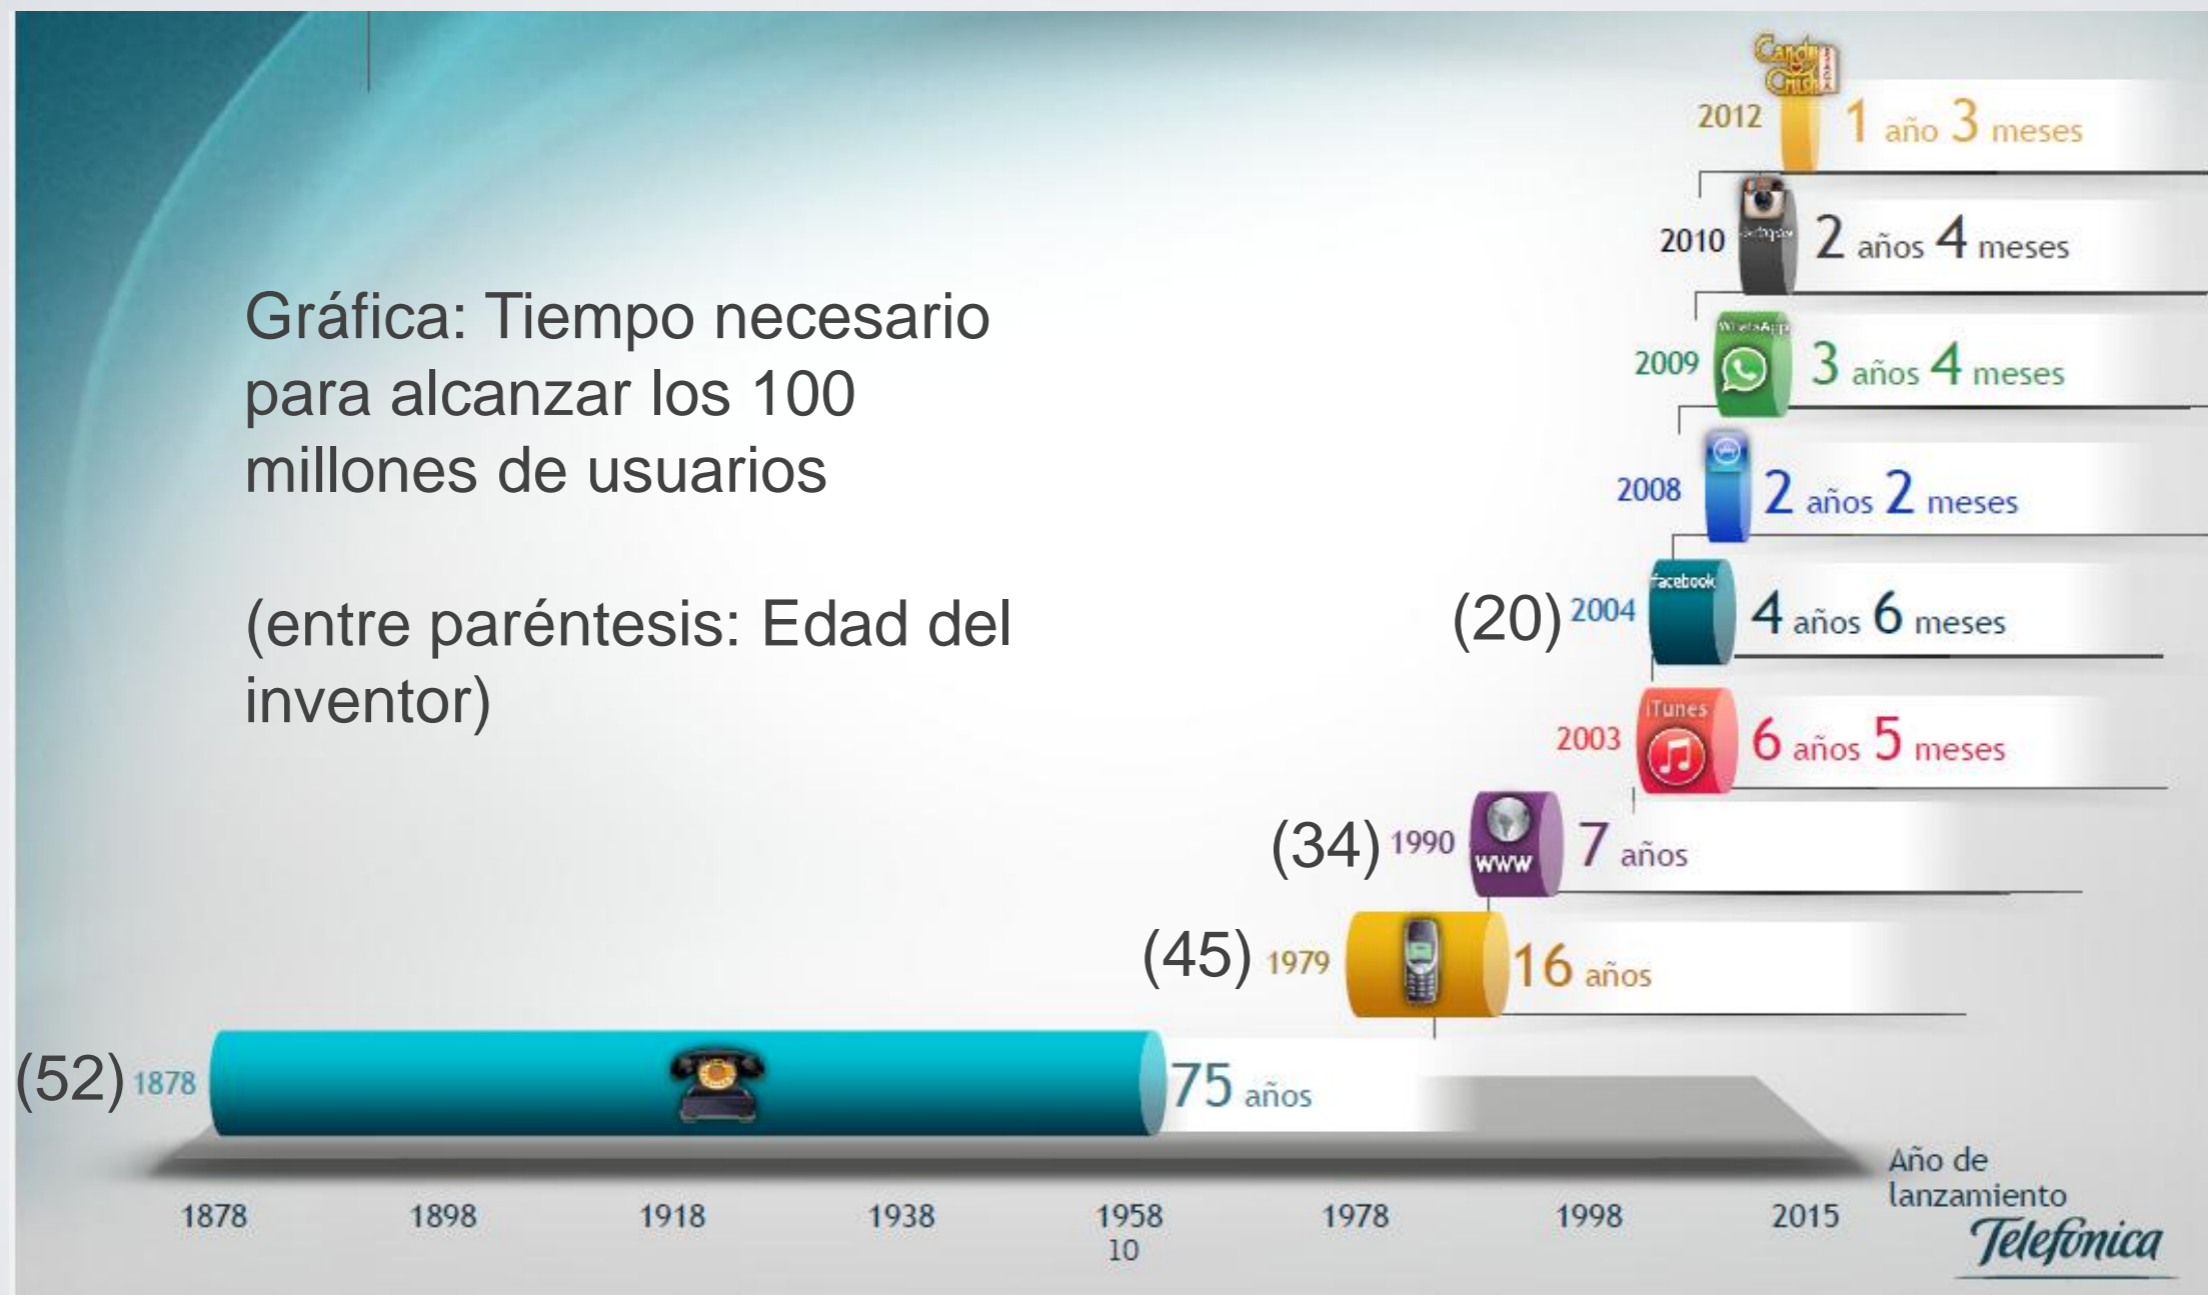 Candy
Crush
2012
1 año 3 meses
2010
2 años 4 meses
WhatsApp
2009
3 años 4 meses
2008
2 años 2 meses
Gráfica: Tiempo necesario
para alcanzar los 100
millones de usuarios
(entre paréntesis: Edad del
inventor)
facebook
(20) 2004
4 años 6 meses
iTunes
2003
6 años 5 meses
(34) 1990
www
7 años
(45) 1979
16 años
(52) 1878
75 años
Año de
lanzamiento
1878 1898 1918 1938 1958 1978 1998 2015
10
Telefónica